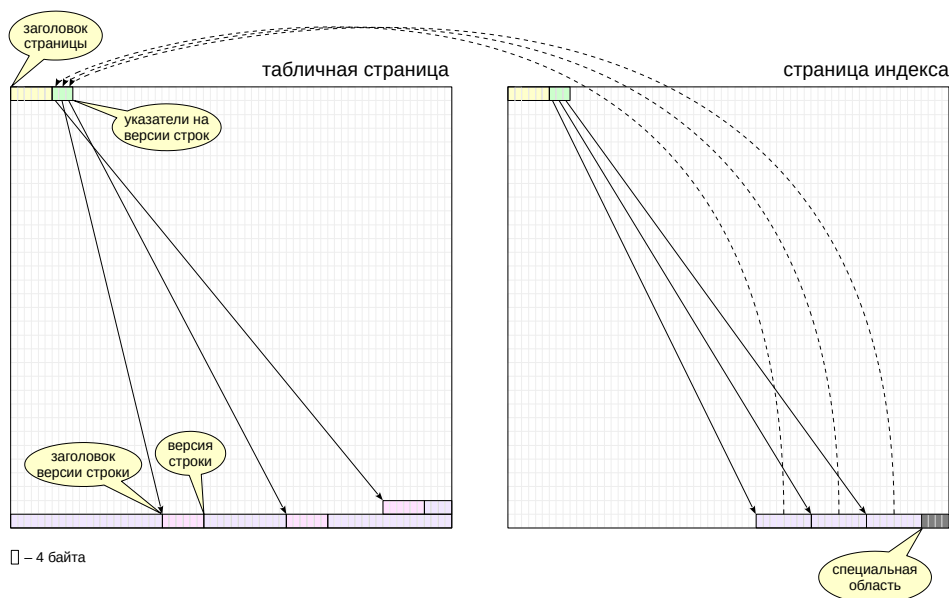 заголовок
страницы
табличная страница
страница индекса
указатели на
версии строк
заголовок
версии строки
версия
строки
– 4 байта
специальная
область